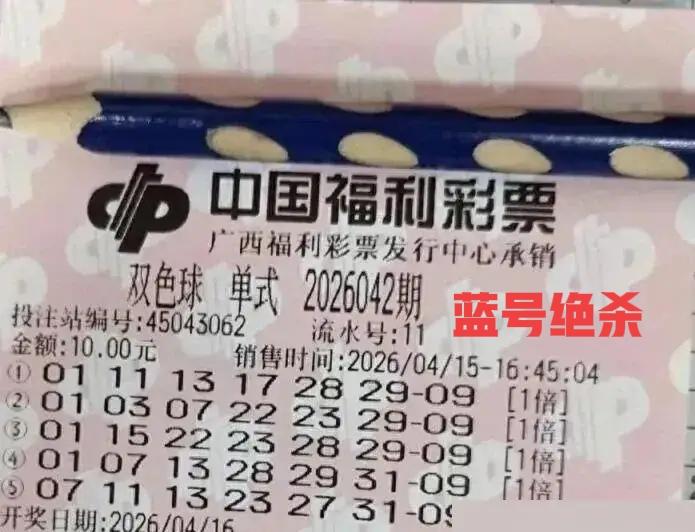 中国福利彩票
广西福利彩票发行中心承销
双色球 单式 2026042期
蓝号绝杀
投注站编号:45043062 流水号:11
金额:10.00元 销售时间:2026/04/15-16:45:04
① 01 11 13 17 28 29-09 [1倍]
② 01 03 07 22 23 29-09 [1倍]
③ 01 15 22 23 28 29-09 [1倍]
④ 01 07 13 28 29 31-09 [1倍]
⑤ 07 11 13 23 27 31-09
开奖日期:2026/04/16